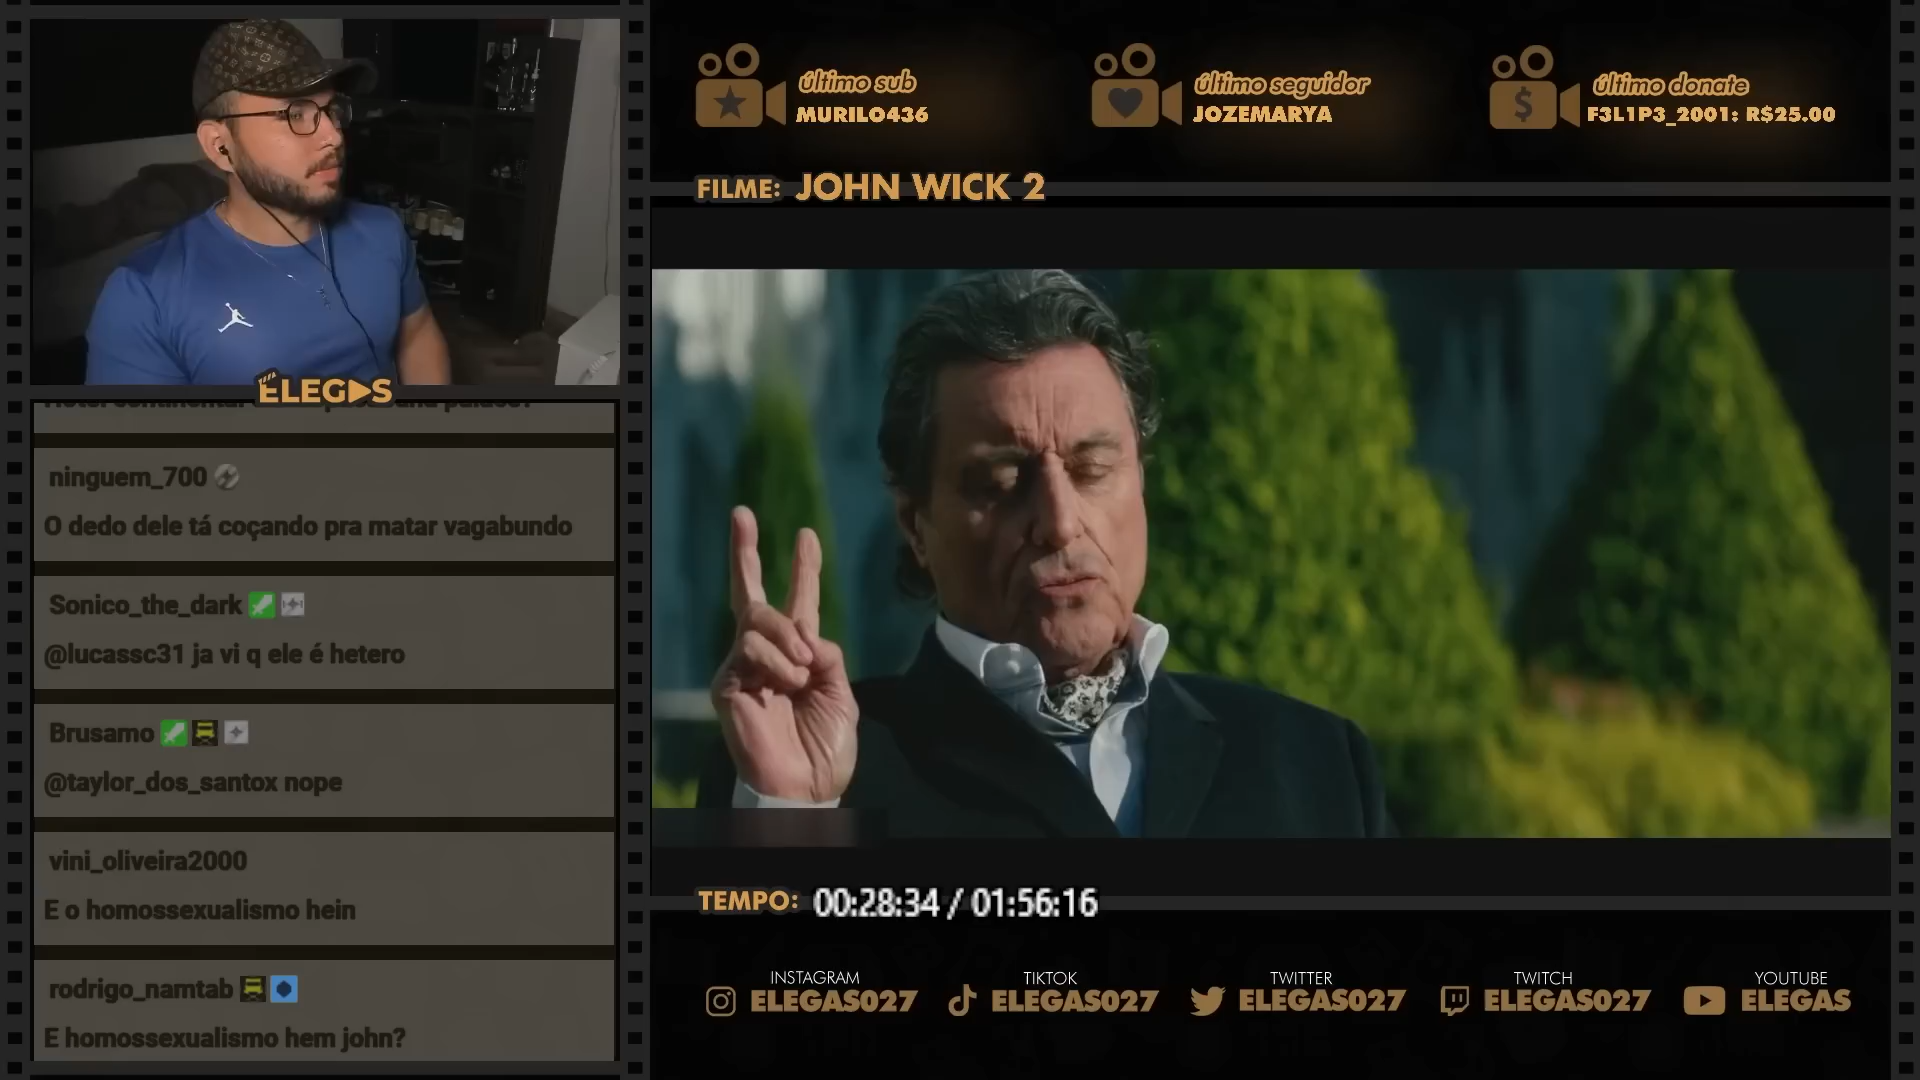 último sub
MURILO436
último seguidor
JOZEMARYA
último donate
F3L1P3_2001: R$25.00
FILME: JOHN WICK 2
ELEGAS
ninguem_700
O dedo dele tá coçando pra matar vagabundo
Sonico_the_dark
@lucassc31 ja vi q ele é hetero
Brusamo
@taylor_dos_santox nope
vini_oliveira2000
E o homossexualismo hein
rodrigo_namtab
E homossexualismo hem john?
TEMPO: 00:28:34 / 01:56:16
INSTAGRAM
ELEGAS027
TIKTOK
ELEGAS027
TWITTER
ELEGAS027
TWITCH
ELEGAS027
YOUTUBE
ELEGAS